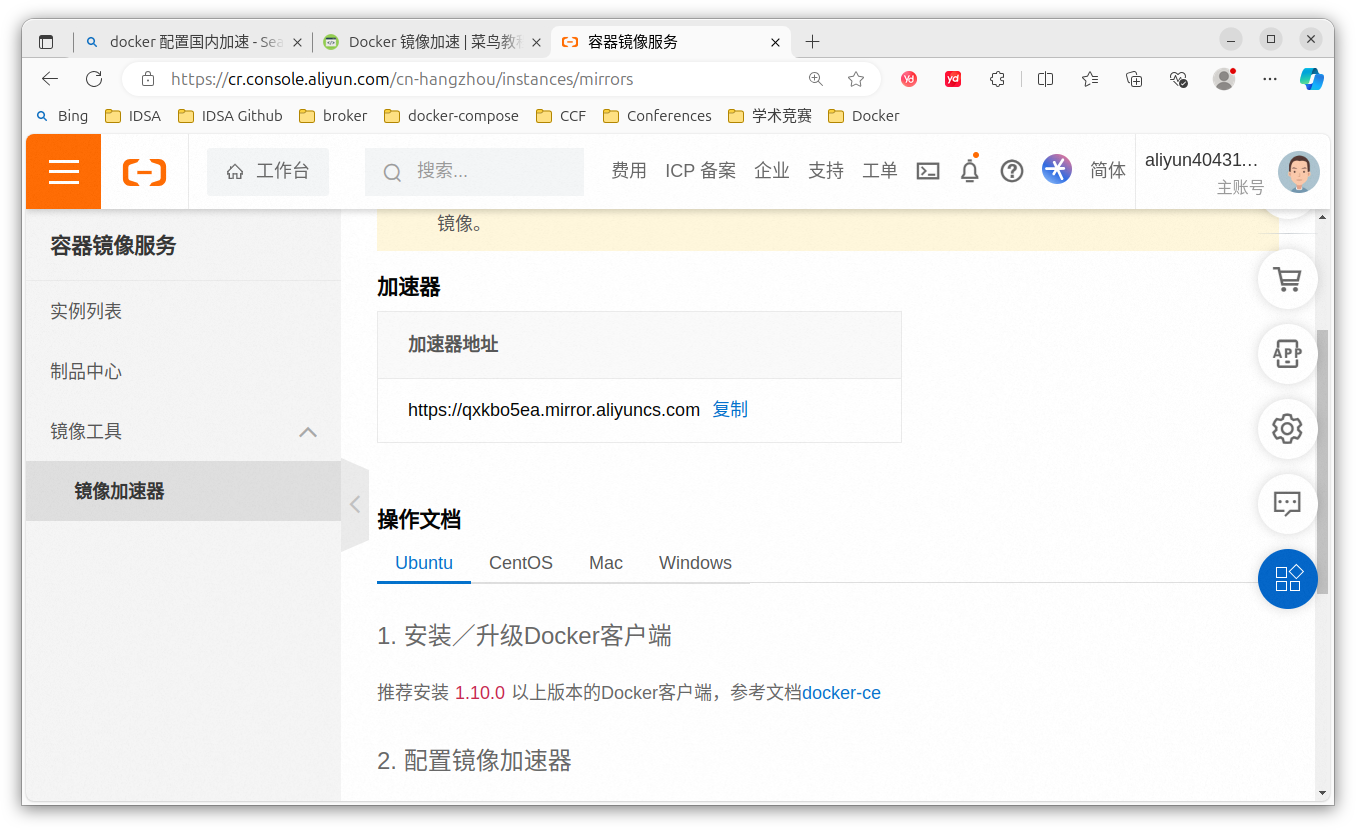 docker 配置国内加速 - Sea
Docker 镜像加速 | 菜鸟教程
容器镜像服务
https://cr.console.aliyun.com/cn-hangzhou/instances/mirrors
yd
yd
Bing
IDSA
IDSA Github
broker
docker-compose
CCF
Conferences
学术竞赛
Docker
工作台
搜索...
费用
ICP 备案
企业
支持
工单
简体
aliyun40431...
主账号
容器镜像服务
实例列表
制品中心
镜像工具
镜像加速器
镜像。
加速器
加速器地址
https://qxkbo5ea.mirror.aliyuncs.com 复制
操作文档
Ubuntu
CentOS
Mac
Windows
1. 安装／升级Docker客户端
推荐安装 1.10.0 以上版本的Docker客户端，参考文档docker-ce
2. 配置镜像加速器
APP